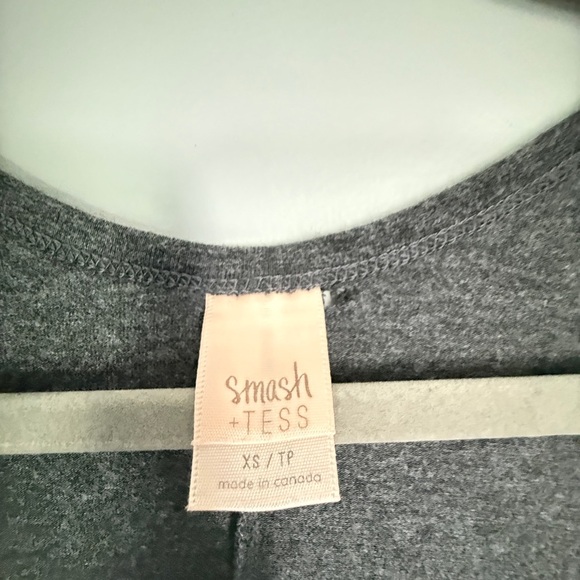 smash
+TESS
XS / TP
made in canada